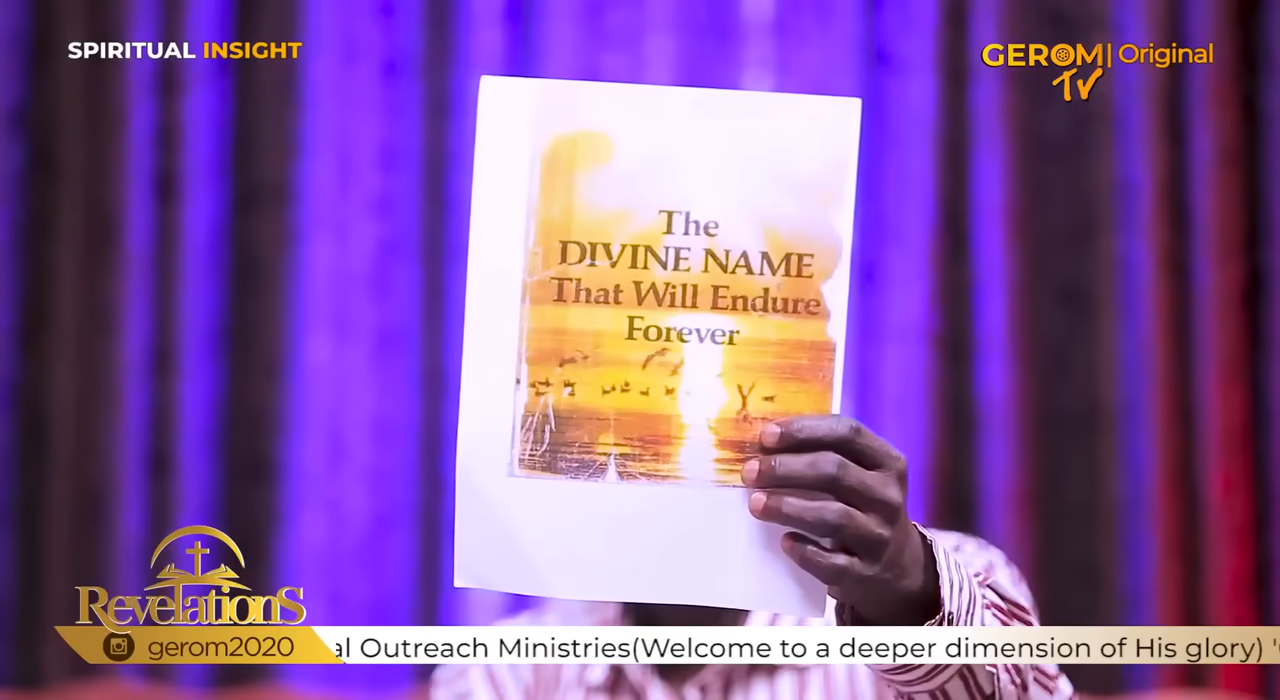 SPIRITUAL INSIGHT
GEROM | Original
TV
The
DIVINE NAME
That Will Endure
Forever
RevelationS
gerom2020
al Outreach Ministries(Welcome to a deeper dimension of His glory) '